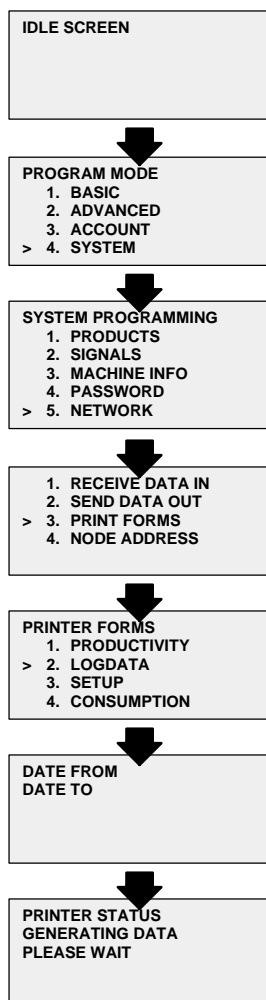 IDLE SCREEN
PROGRAM MODE
1. BASIC
2. ADVANCED
3. ACCOUNT
> 4. SYSTEM
SYSTEM PROGRAMMING
1. PRODUCTS
2. SIGNALS
3. MACHINE INFO
4. PASSWORD
> 5. NETWORK
1. RECEIVE DATA IN
2. SEND DATA OUT
> 3. PRINT FORMS
4. NODE ADDRESS
PRINTER FORMS
1. PRODUCTIVITY
> 2. LOGDATA
3. SETUP
4. CONSUMPTION
DATE FROM
DATE TO
PRINTER STATUS
GENERATING DATA
PLEASE WAIT